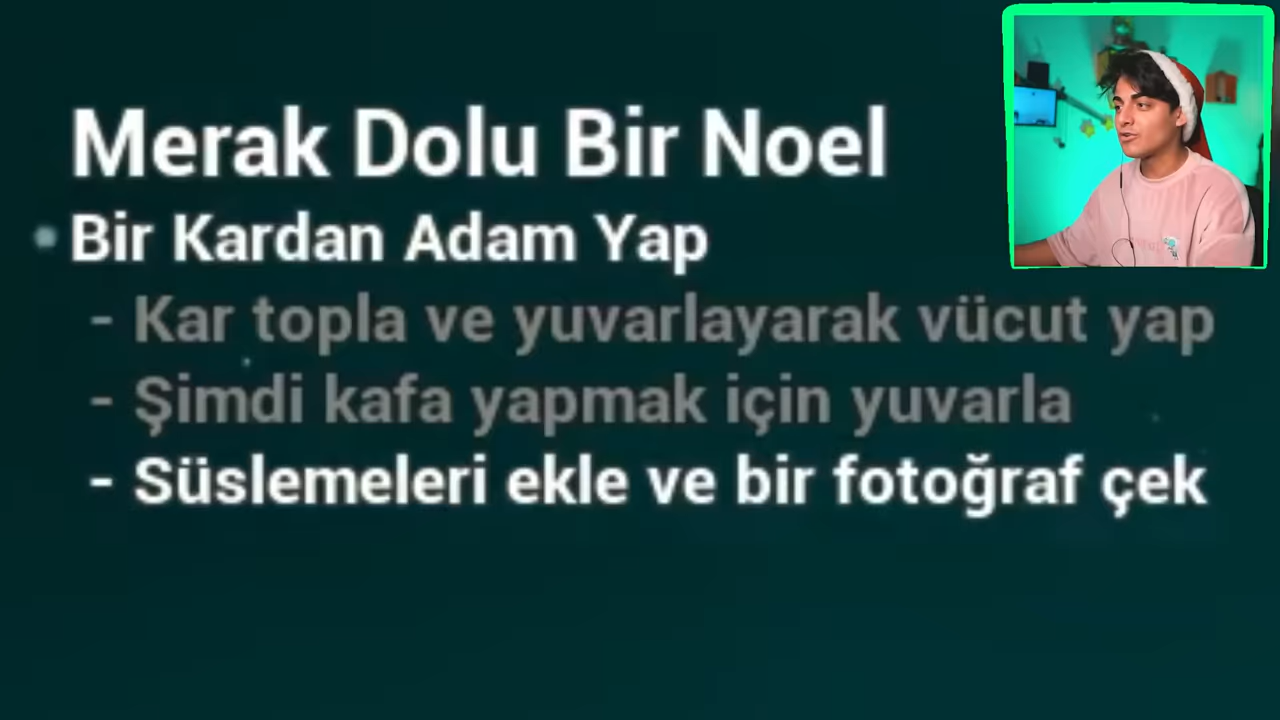 Merak Dolu Bir Noel
Bir Kardan Adam Yap
- Kar topla ve yuvarlayarak vücut yap
- Şimdi kafa yapmak için yuvarla
- Süslemeleri ekle ve bir fotoğraf çek